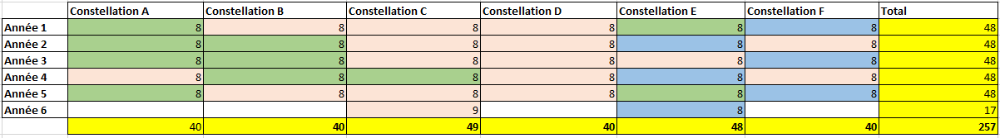 Constellation A Constellation B Constellation C Constellation D Constellation E Constellation F Total
Année 1 8 8 8 8 8 8 48
Année 2 8 8 8 8 8 8 48
Année 3 8 8 8 8 8 8 48
Année 4 8 8 8 8 8 8 48
Année 5 8 8 8 8 8 8 48
Année 6 9 8 17
40 40 49 40 48 40 257